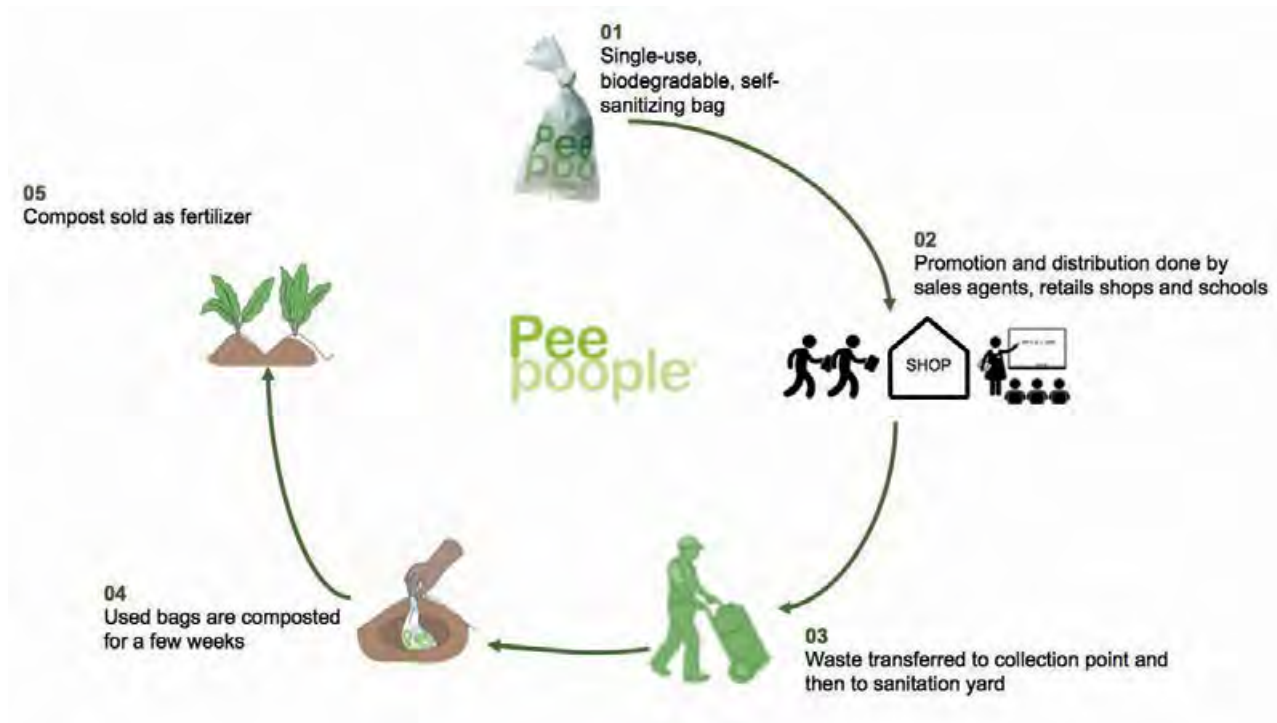 01
Single-use,
biodegradable, self-
sanitizing bag
Pee
poo
02
Promotion and distribution done by
sales agents, retails shops and schools
SHOP
03
Waste transferred to collection point and
then to sanitation yard
04
Used bags are composted
for a few weeks
05
Compost sold as fertilizer
Pee
poople